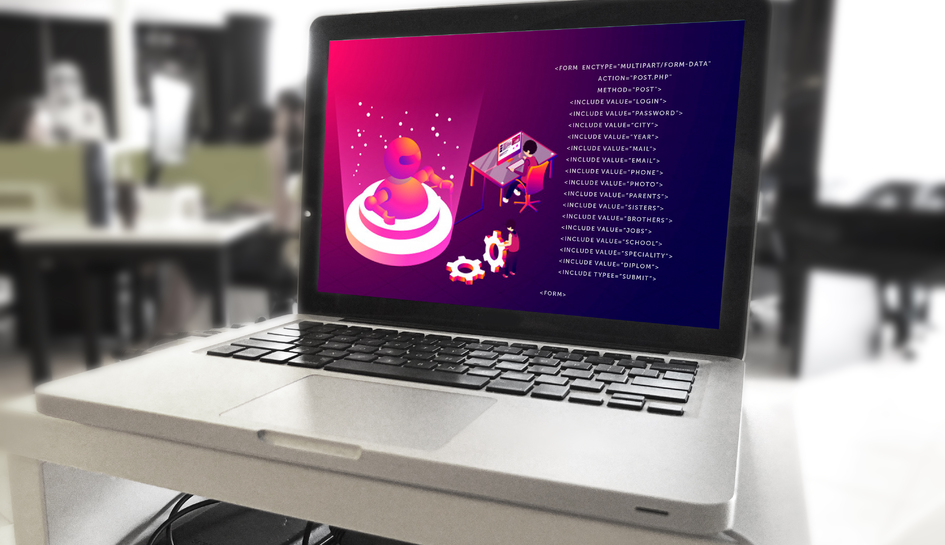 <FORM ENCTYPE="MULTIPART/FORM-DATA"
ACTION="POST.PHP"
METHOD="POST">
<INCLUDE VALUE="LOGIN">
<INCLUDE VALUE="PASSWORD">
<INCLUDE VALUE="CITY">
<INCLUDE VALUE="YEAR">
<INCLUDE VALUE="MAIL">
<INCLUDE VALUE="EMAIL">
<INCLUDE VALUE="PHONE">
<INCLUDE VALUE="PHOTO">
<INCLUDE VALUE="PARENTS">
<INCLUDE VALUE="SISTERS">
<INCLUDE VALUE="BROTHERS">
<INCLUDE VALUE="JOBS">
<INCLUDE VALUE="SCHOOL">
<INCLUDE VALUE="SPECIALITY">
<INCLUDE VALUE="DIPLOM">
<INCLUDE TYPEE="SUBMIT">
<FORM>